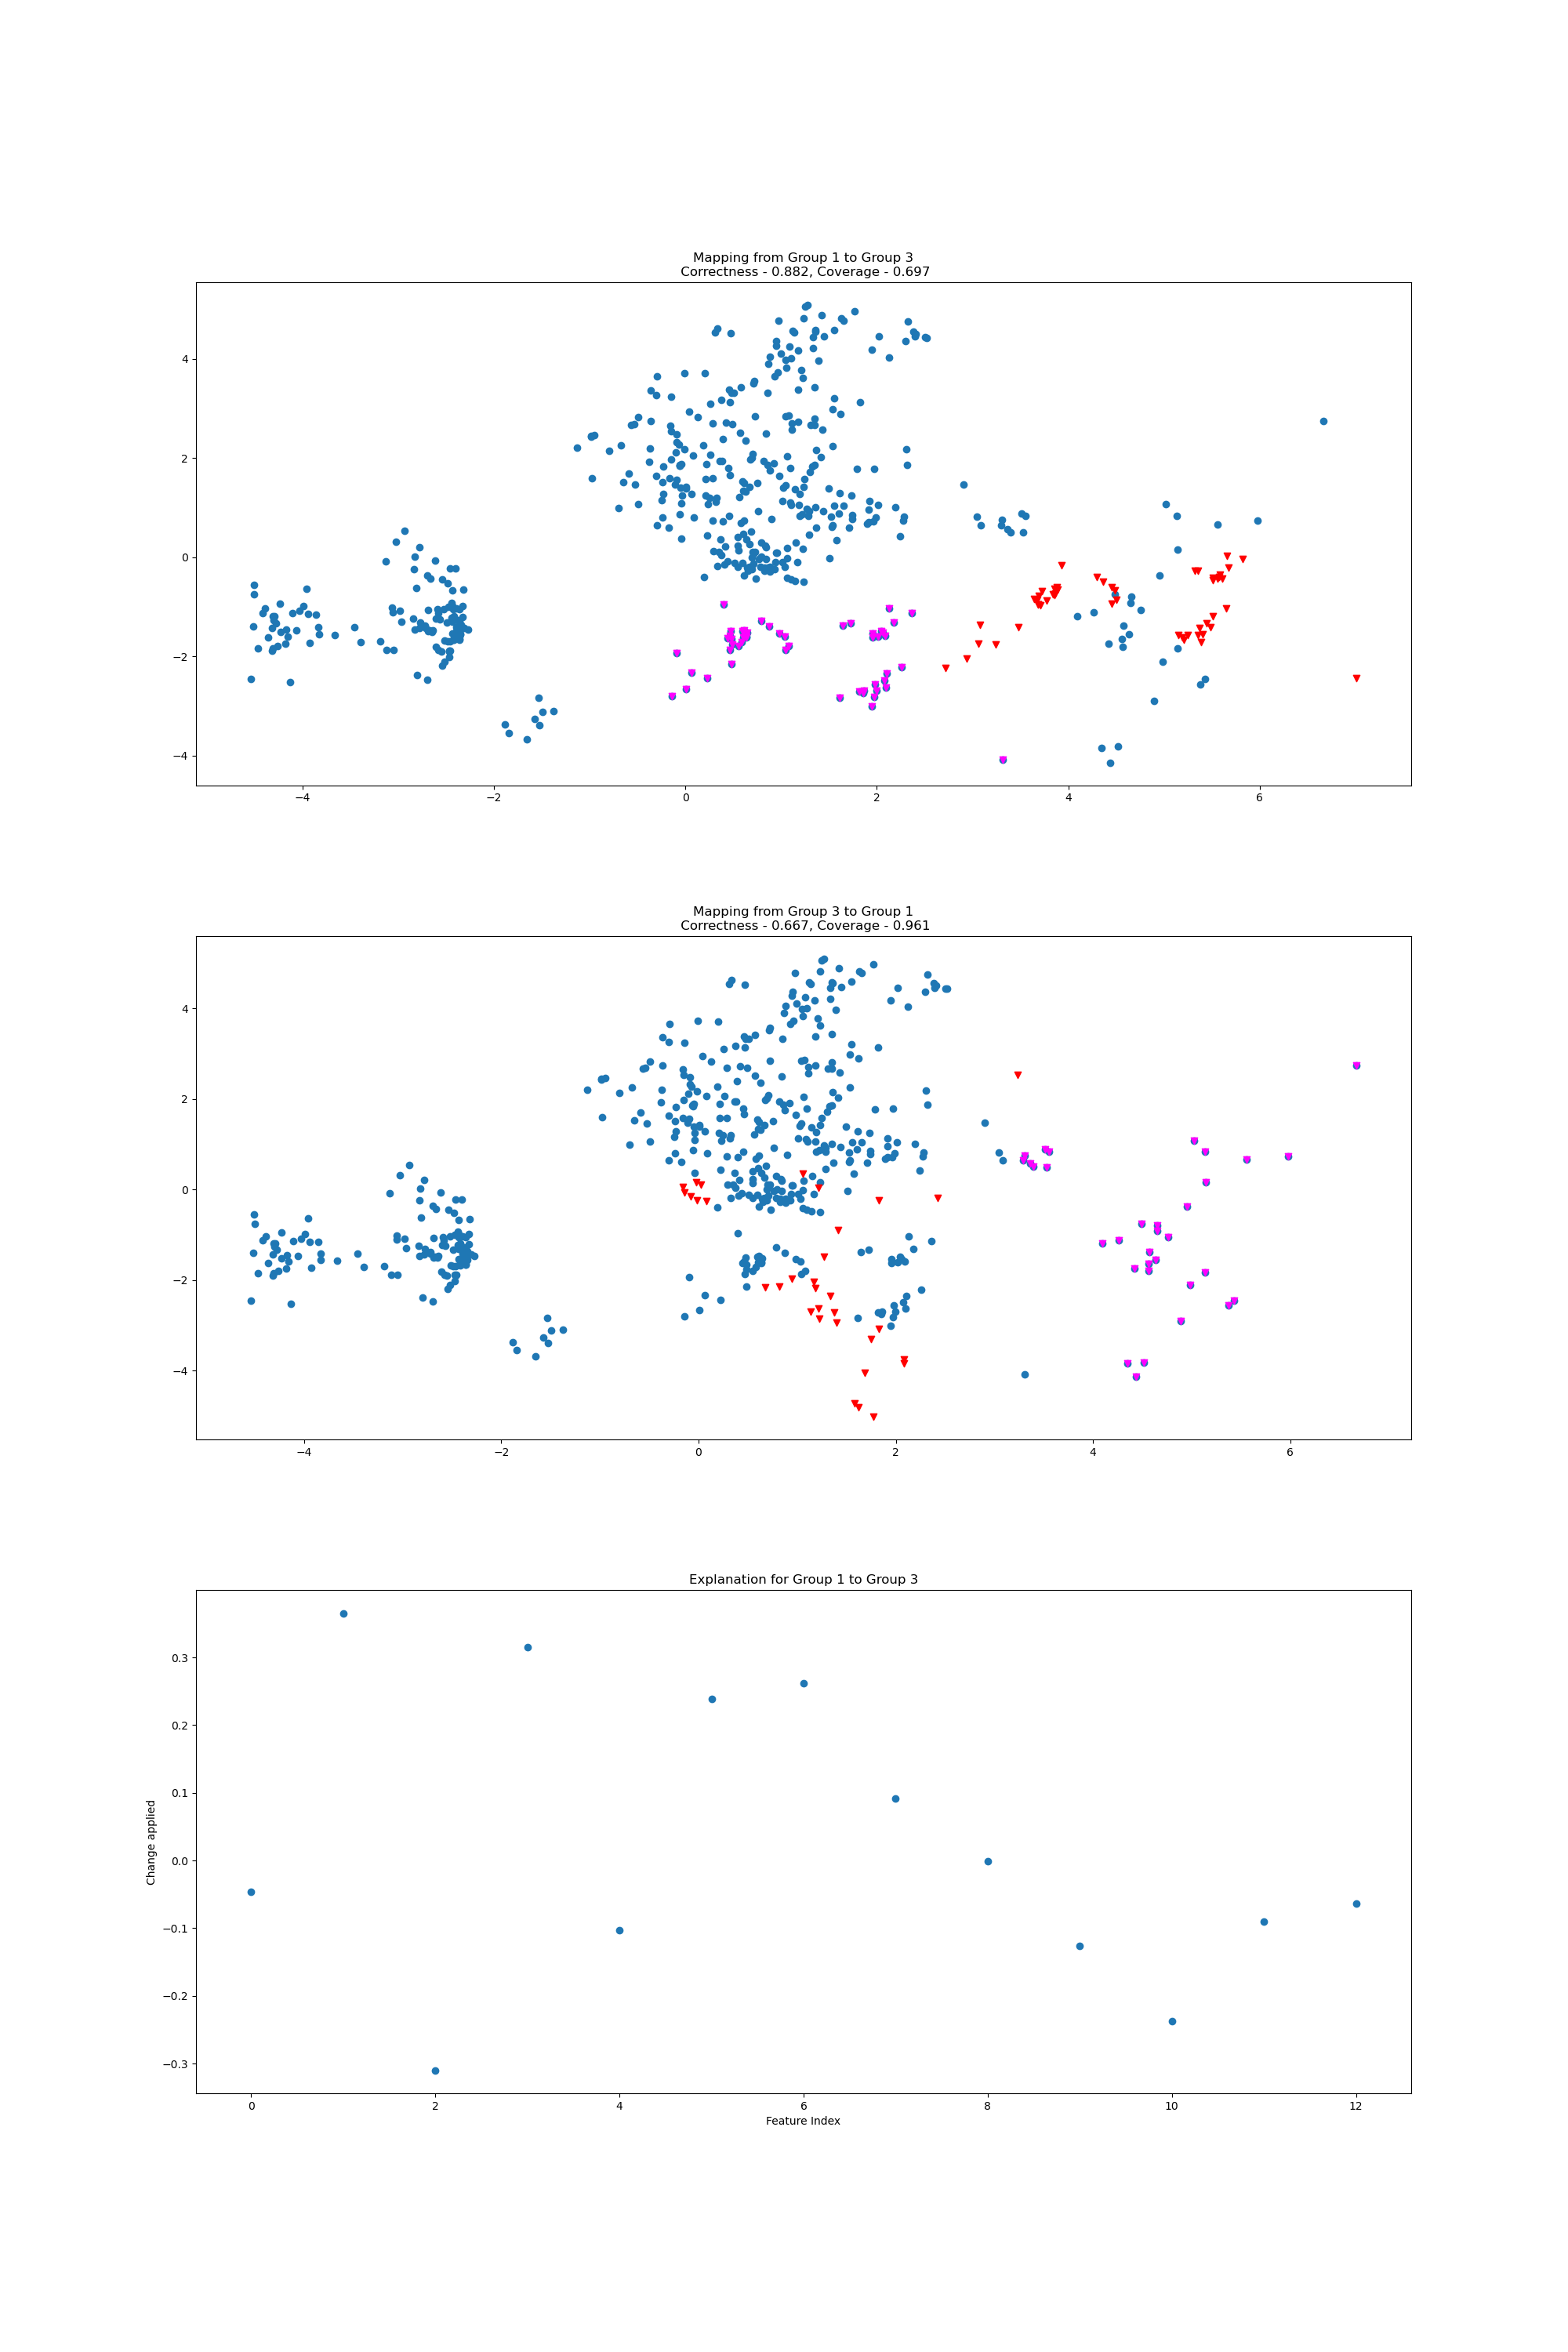 Mapping from Group 1 to Group 3
Correctness - 0.882, Coverage - 0.697
4
2
0
−2
−4
−4 −2 0 2 4 6
Mapping from Group 3 to Group 1
Correctness - 0.667, Coverage - 0.961
4
2
0
−2
−4
−4 −2 0 2 4 6
Explanation for Group 1 to Group 3
0.3
0.2
0.1
0.0
−0.1
−0.2
−0.3
Change applied
0 2 4 6 8 10 12
Feature Index